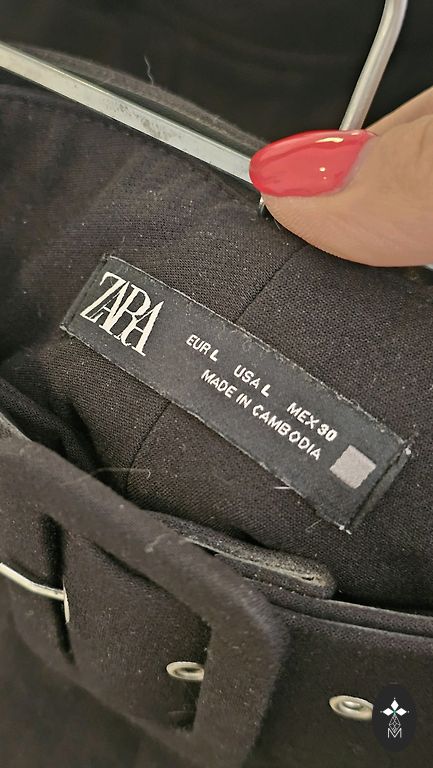 ZARA
EUR L USA L MEX 30
MADE IN CAMBODIA
M